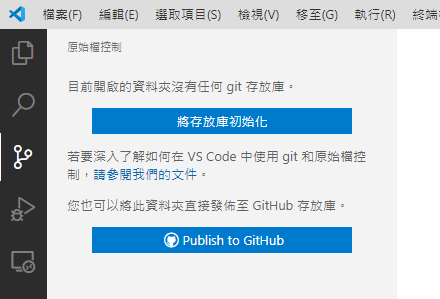 檔案(F) 編輯(E) 選取項目(S) 檢視(V) 移至(G) 執行(R) 終端
原始檔控制
目前開啟的資料夾沒有任何 git 存放庫。
將存放庫初始化
若要深入了解如何在 VS Code 中使用 git 和原始檔控
制，請參閱我們的文件。
您也可以將此資料夾直接發佈至 GitHub 存放庫。
Publish to GitHub